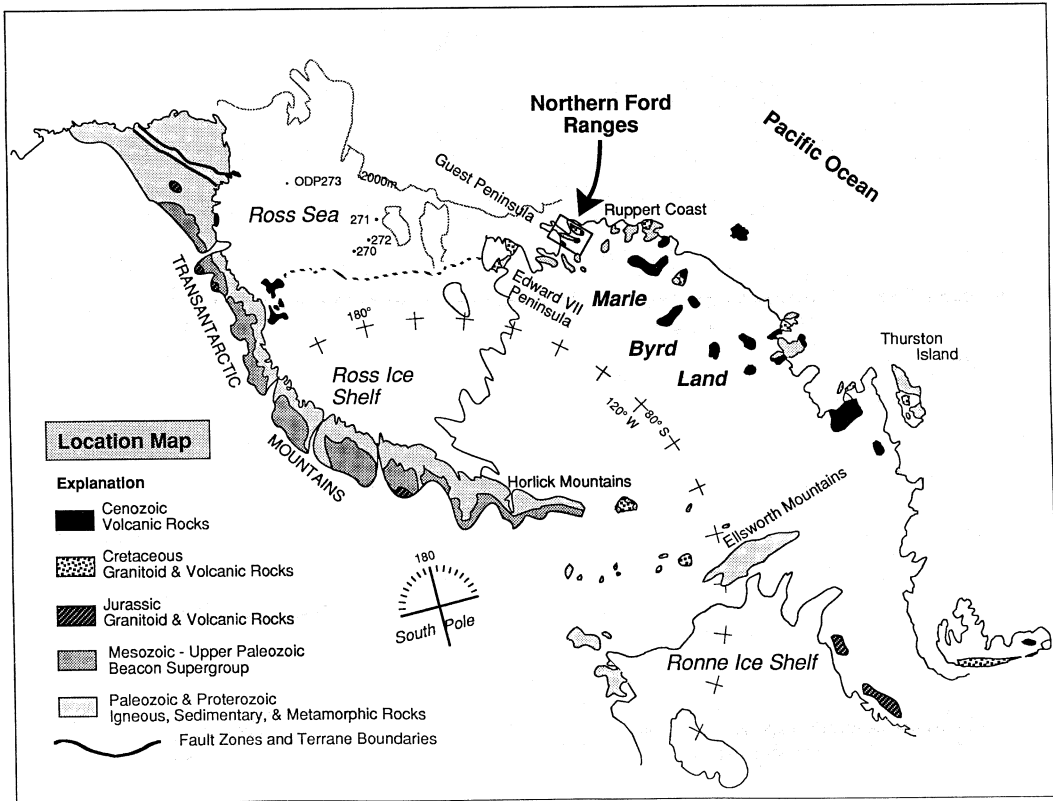 Northern Ford
Ranges
Pacific Ocean
Guest Peninsula
Ruppert Coast
ODP273
2000m
Ross Sea
271
272
270
Edward VII
Peninsula
Marie
Byrd
Land
Thurston
Island
TRANSANTARCTIC
MOUNTAINS
180°
Ross Ice
Shelf
120° W
80° S
Horlick Mountains
Ellsworth Mountains
180
South Pole
Ronne Ice Shelf
Location Map
Explanation
Cenozoic
Volcanic Rocks
Cretaceous
Granitoid & Volcanic Rocks
Jurassic
Granitoid & Volcanic Rocks
Mesozoic - Upper Paleozoic
Beacon Supergroup
Paleozoic & Proterozoic
Igneous, Sedimentary, & Metamorphic Rocks
Fault Zones and Terrane Boundaries